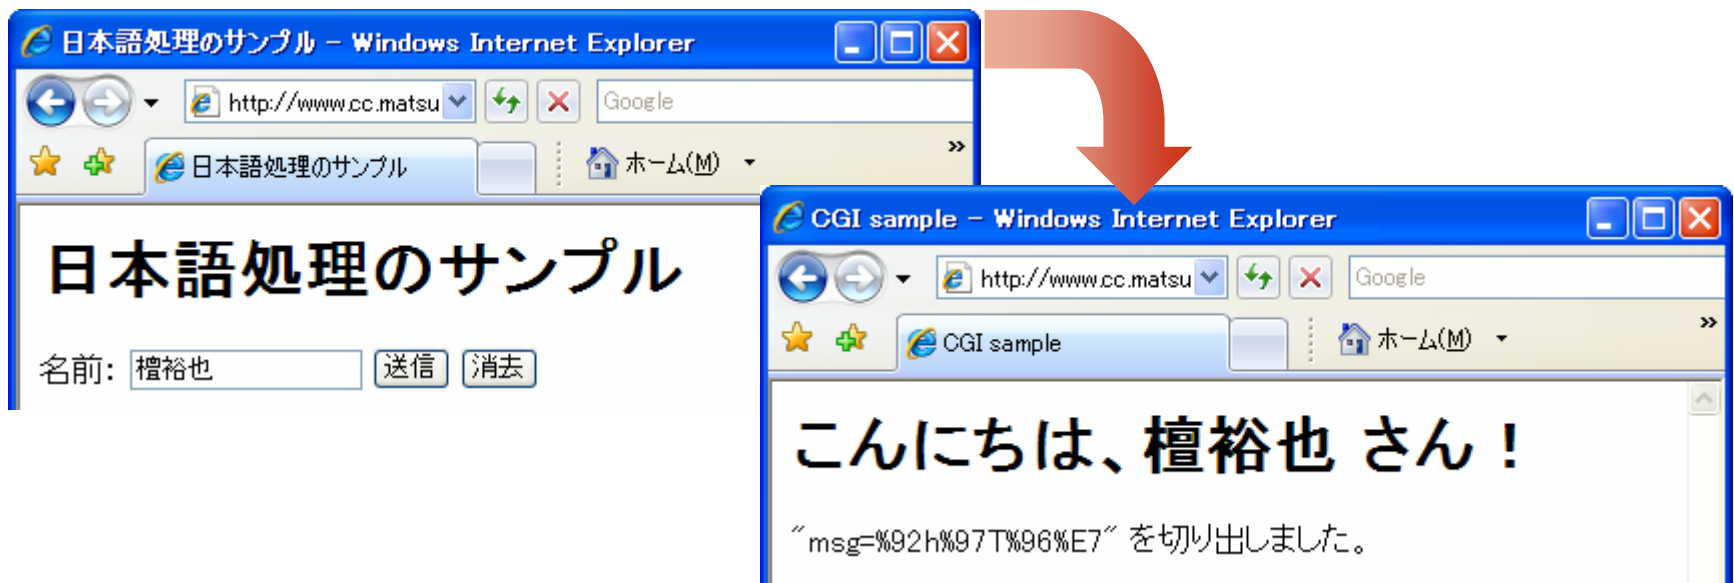 日本語処理のサンプル - Windows Internet Explorer
http://www.cc.matsu Google
日本語処理のサンプル ホーム(M) »
日本語処理のサンプル
名前: 檀裕也 送信 消去
CGI sample - Windows Internet Explorer
http://www.cc.matsu Google
CGI sample ホーム(M) »
こんにちは、檀裕也 さん！
"msg=%92h%97T%96%E7" を切り出しました。